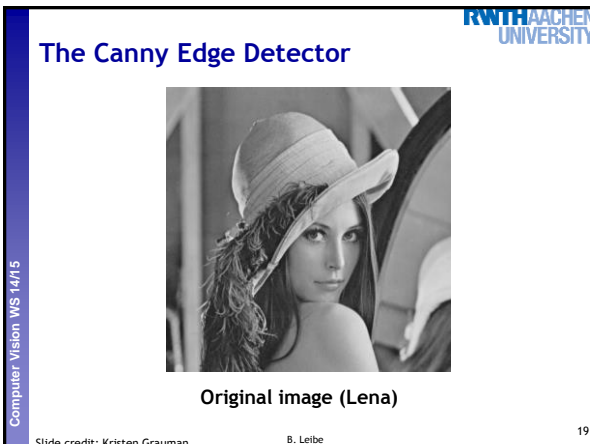 RWTHAACHEN
UNIVERSITY
The Canny Edge Detector
Computer Vision WS 14/15
Original image (Lena)
Slide credit: Kristen Grauman
B. Leibe
19